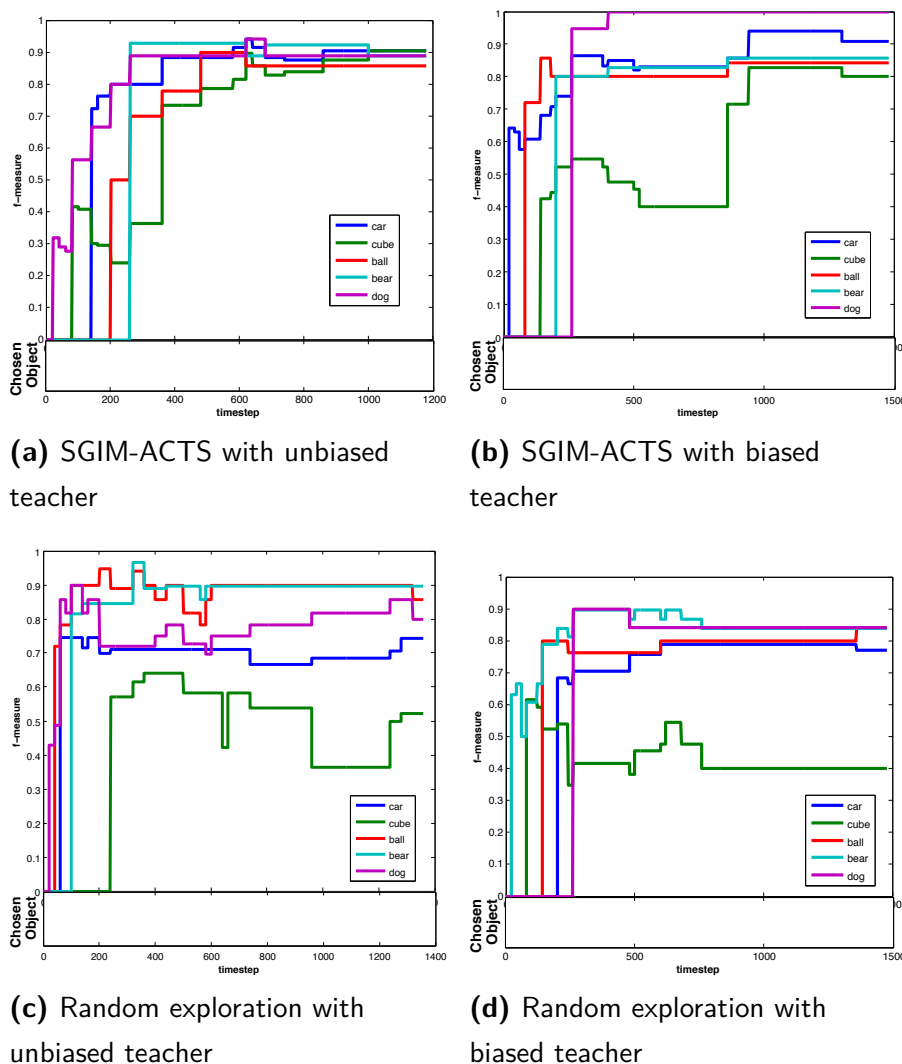 1
0.9
0.8
0.7
0.6
0.5
0.4
0.3
0.2
0.1
0
f-measure
car
cube
ball
bear
dog
Chosen
Object
0 200 400 600 800 1000 1200
timestep
(a) SGIM-ACTS with unbiased
teacher
1
0.9
0.8
0.7
0.6
0.5
0.4
0.3
0.2
0.1
0
f-measure
car
cube
ball
bear
dog
Chosen
Object
0 500 1000 1500
timestep
(b) SGIM-ACTS with biased
teacher
1
0.9
0.8
0.7
0.6
0.5
0.4
0.3
0.2
0.1
0
f-measure
car
cube
ball
bear
dog
Chosen
Object
0 200 400 600 800 1000 1200 1400
timestep
(c) Random exploration with
unbiased teacher
1
0.9
0.8
0.7
0.6
0.5
0.4
0.3
0.2
0.1
0
f-measure
car
cube
ball
bear
dog
Chosen
Object
0 500 1000 1500
timestep
(d) Random exploration with
biased teacher